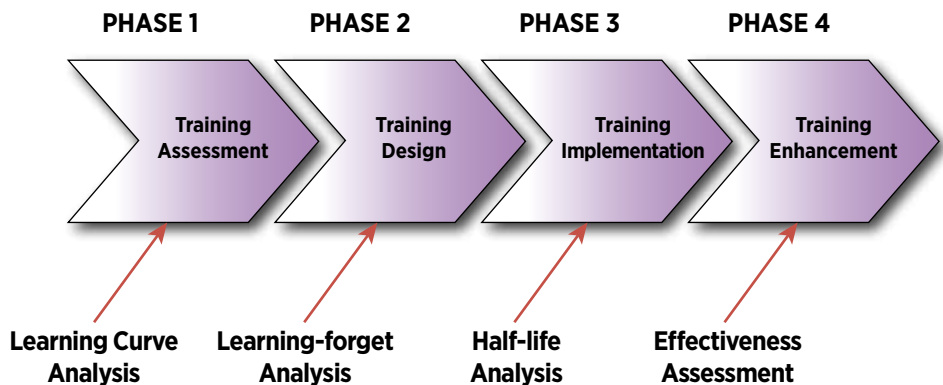 PHASE 1
PHASE 2
PHASE 3
PHASE 4
Training
Assessment
Training
Design
Training
Implementation
Training
Enhancement
Learning Curve
Analysis
Learning-forget
Analysis
Half-life
Analysis
Effectiveness
Assessment